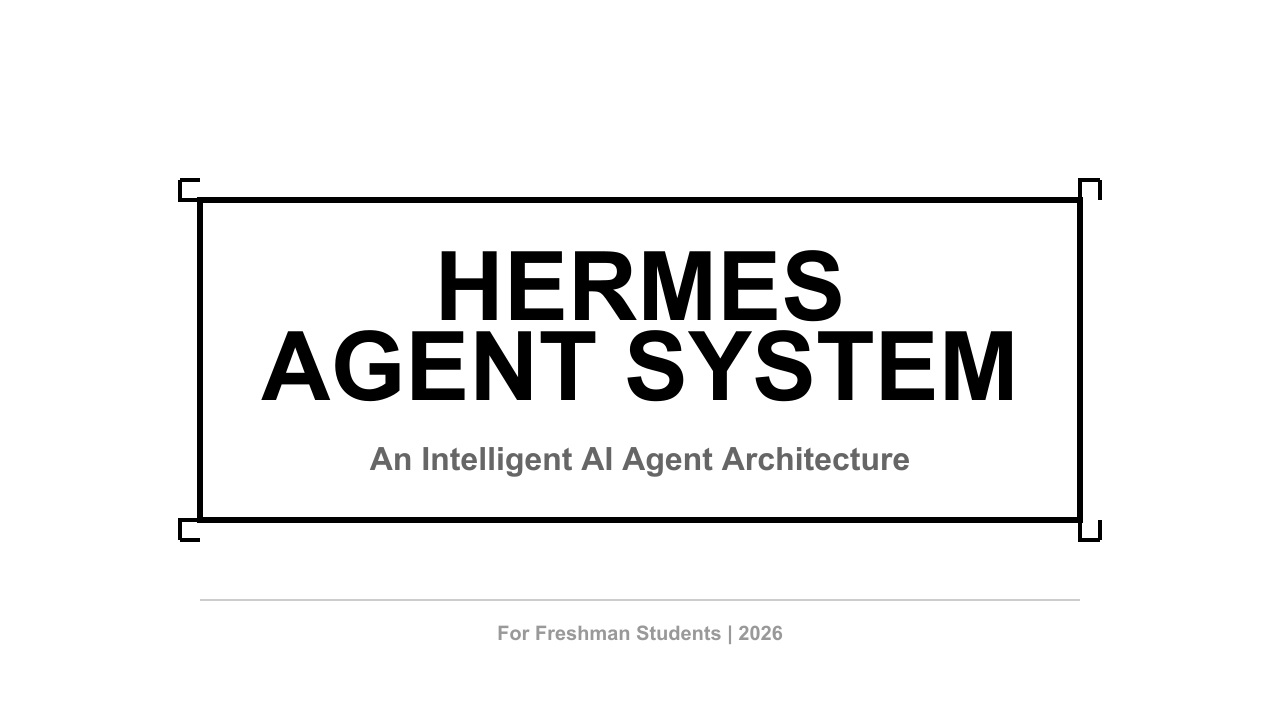 HERMES
AGENT SYSTEM
An Intelligent AI Agent Architecture
For Freshman Students | 2026